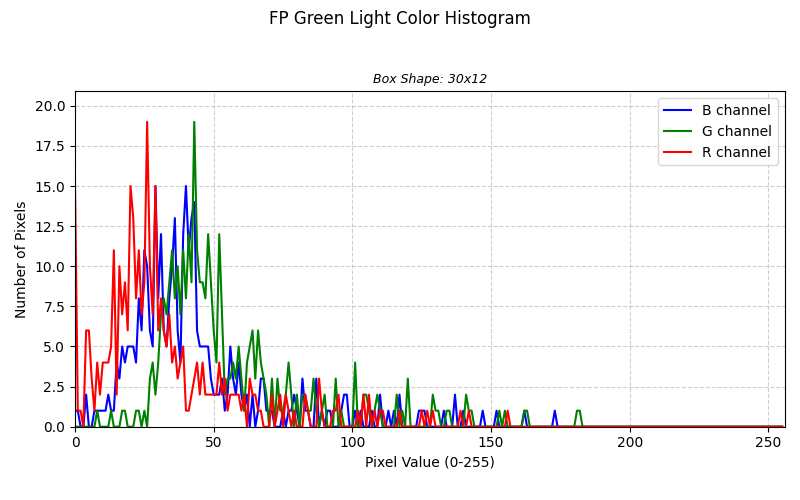 FP Green Light Color Histogram
Box Shape: 30x12
B channel
G channel
R channel
Number of Pixels
20.0
17.5
15.0
12.5
10.0
7.5
5.0
2.5
0.0
0 50 100 150 200 250
Pixel Value (0-255)